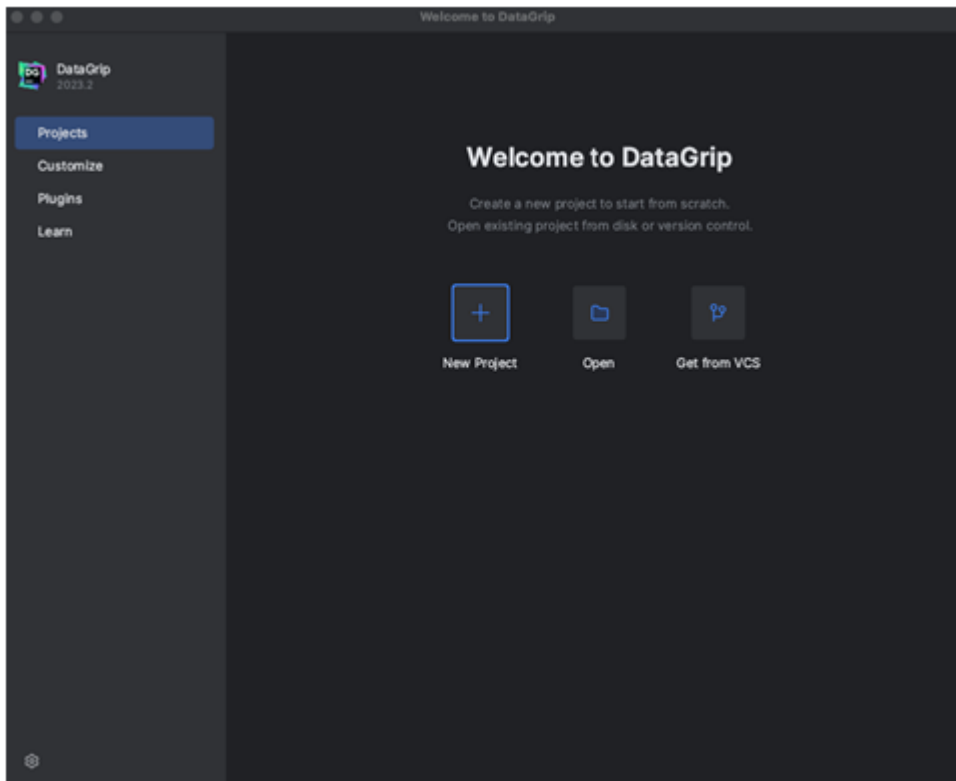 Welcome to DataGrip
DG
DataGrip
2023.2
Projects
Customize
Plugins
Learn
Welcome to DataGrip
Create a new project to start from scratch.
Open existing project from disk or version control.
New Project
Open
Get from VCS